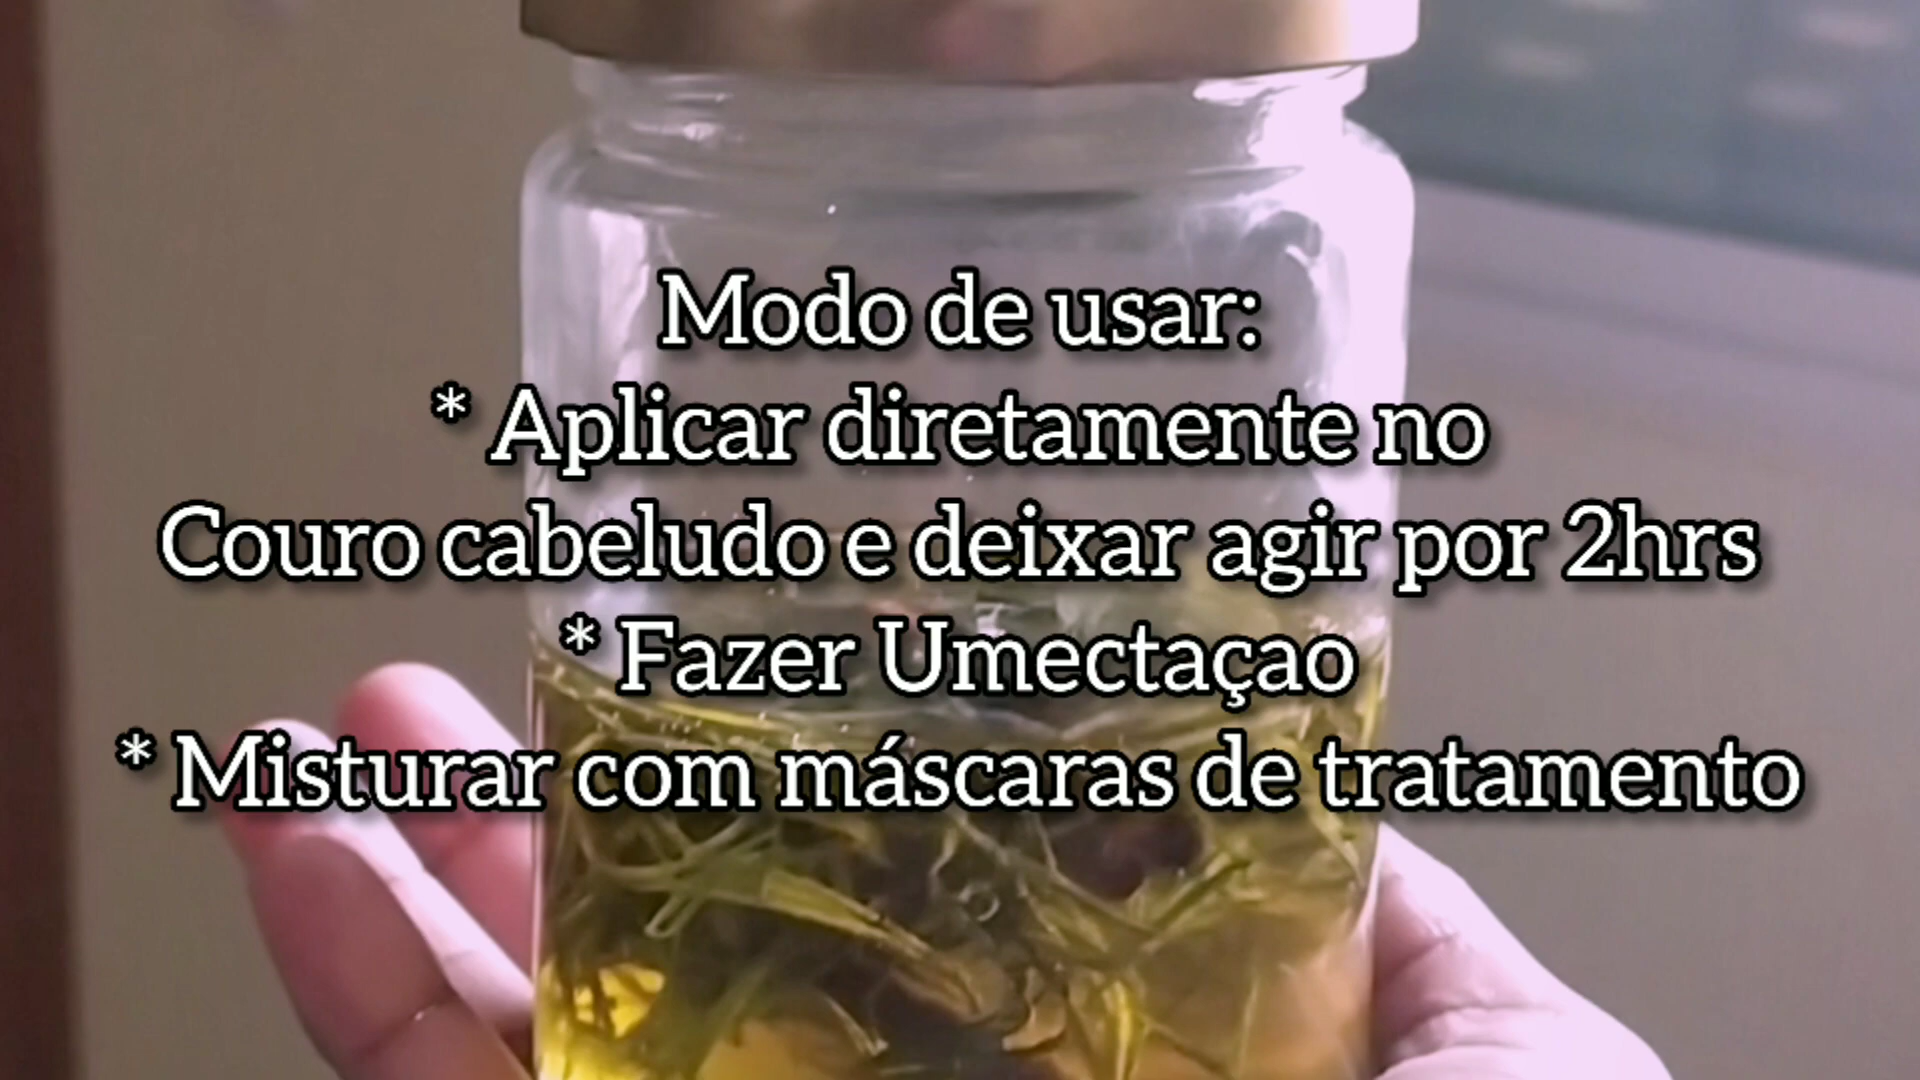 Modo de usar:
* Aplicar diretamente no
Couro cabeludo e deixar agir por 2hrs
* Fazer Umectaçao
* Misturar com máscaras de tratamento